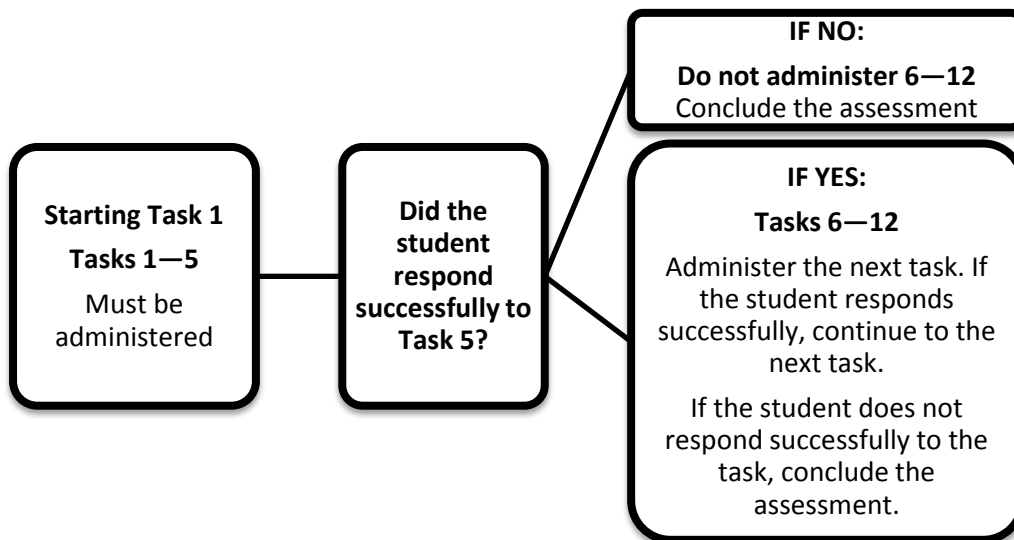 Starting Task 1
Tasks 1—5
Must be
administered
Did the
student
respond
successfully to
Task 5?
IF NO:
Do not administer 6—12
Conclude the assessment
IF YES:
Tasks 6—12
Administer the next task. If
the student responds
successfully, continue to the
next task.
If the student does not
respond successfully to the
task, conclude the
assessment.